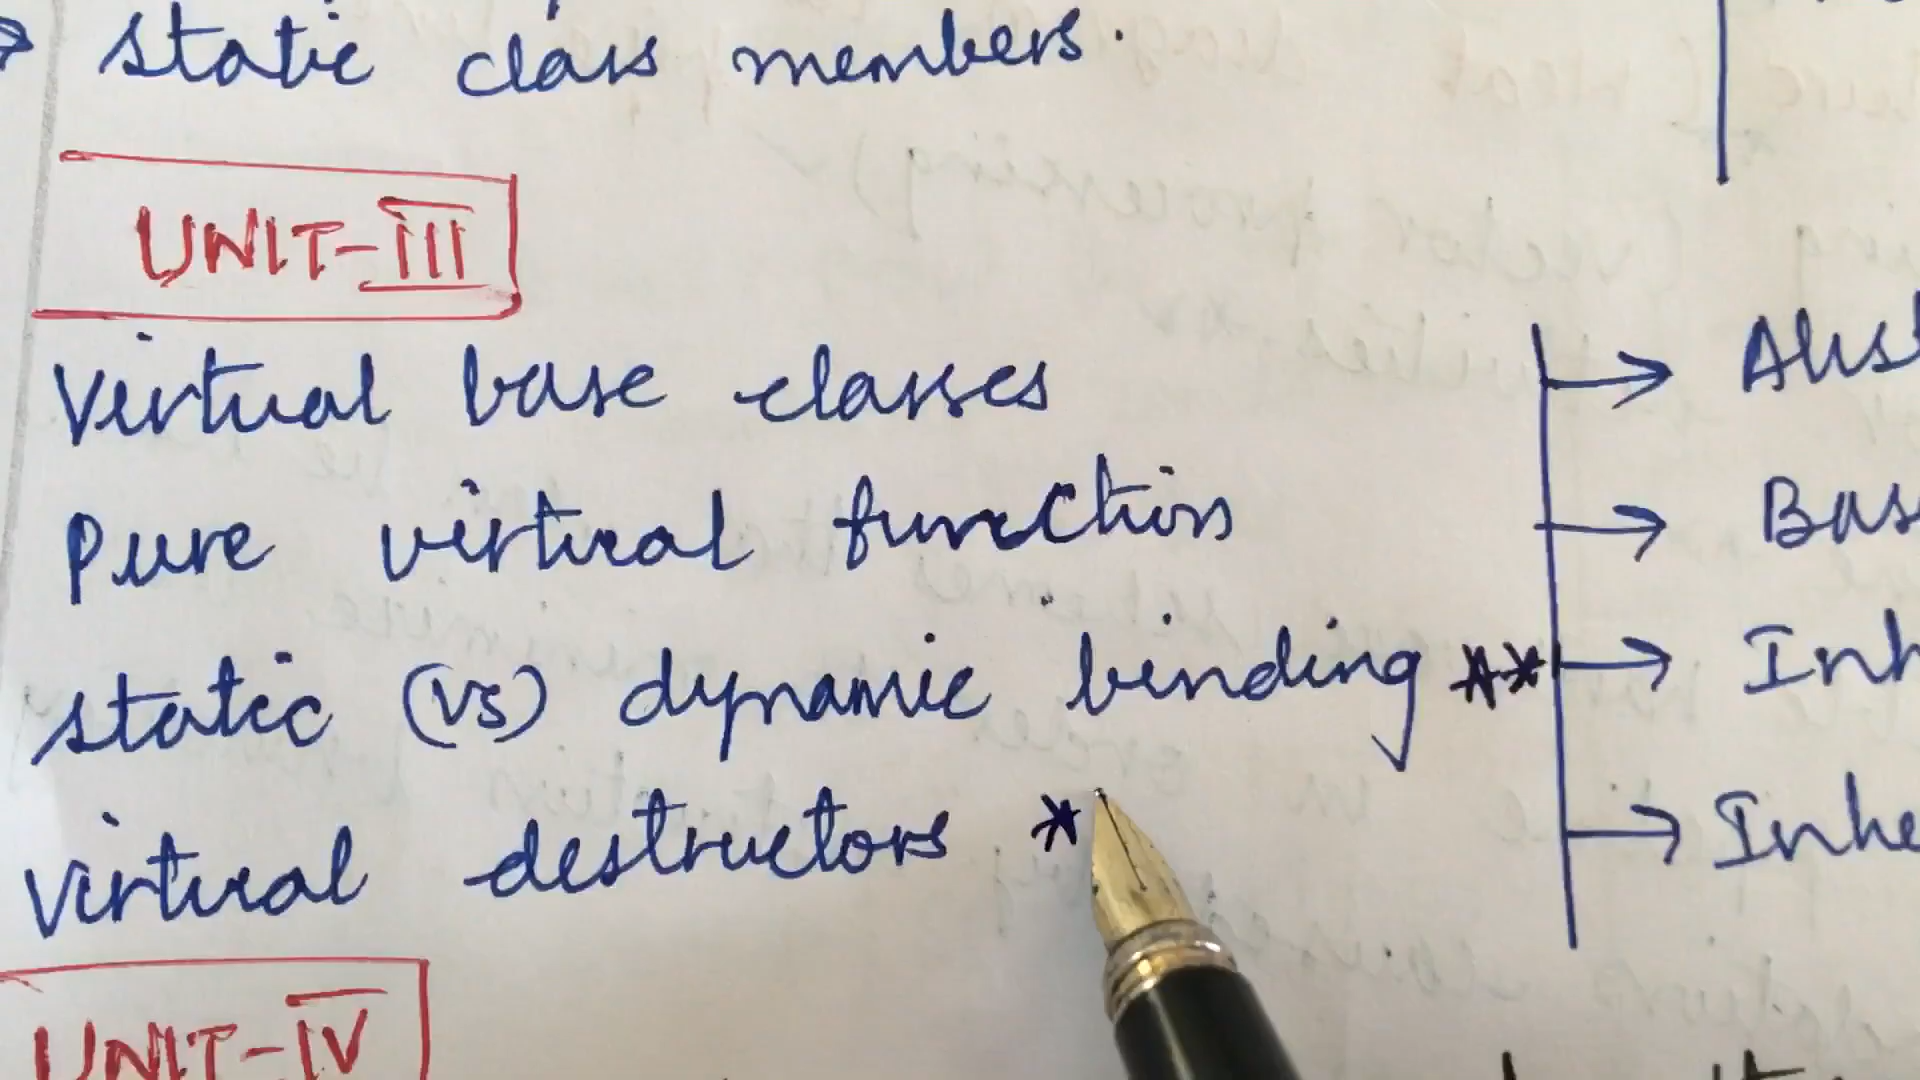 static class members.
UNIT-III
Virtual base classes
Pure virtual functions
static (vs) dynamic binding **
virtual destructors *
UNIT-IV